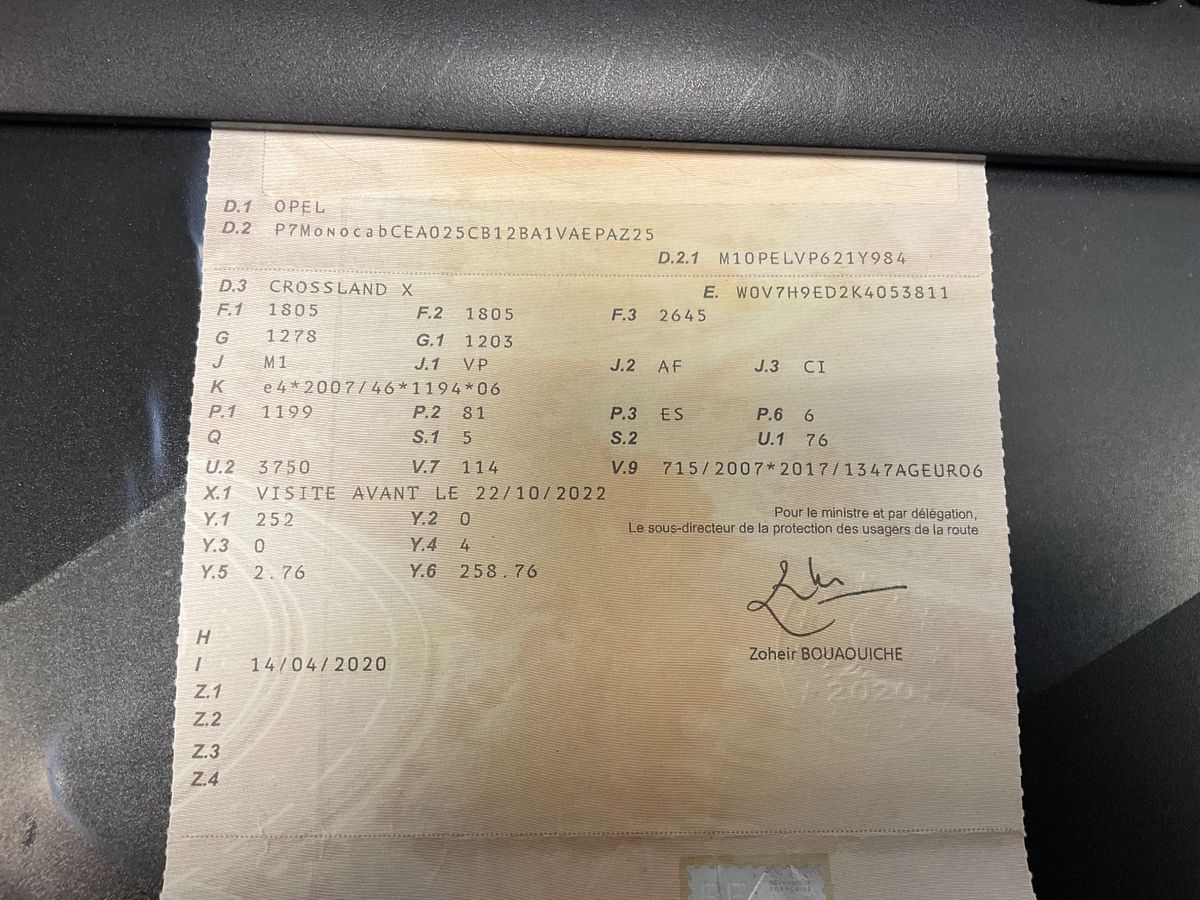 D.1 OPEL
D.2 P7MonocabCEA025CB12BA1VAEPAZ25
D.2.1 M10PELVP621Y984
D.3 CROSSLAND X E. W0V7H9ED2K4053811
F.1 1805 F.2 1805 F.3 2645
G 1278 G.1 1203
J M1 J.1 VP J.2 AF J.3 CI
K e4*2007/46*1194*06
P.1 1199 P.2 81 P.3 ES P.6 6
Q S.1 5 S.2 U.1 76
U.2 3750 V.7 114 V.9 715/2007*2017/1347AGEURO6
X.1 VISITE AVANT LE 22/10/2022
Pour le ministre et par délégation,
Le sous-directeur de la protection des usagers de la route
Y.1 252 Y.2 0
Y.3 0 Y.4 4
Y.5 2.76 Y.6 258.76
H
I 14/04/2020
Zoheir BOUAOUICHE
Z.1
2020
Z.2
Z.3
Z.4
RÉPUBLIQUE
FRANÇAISE